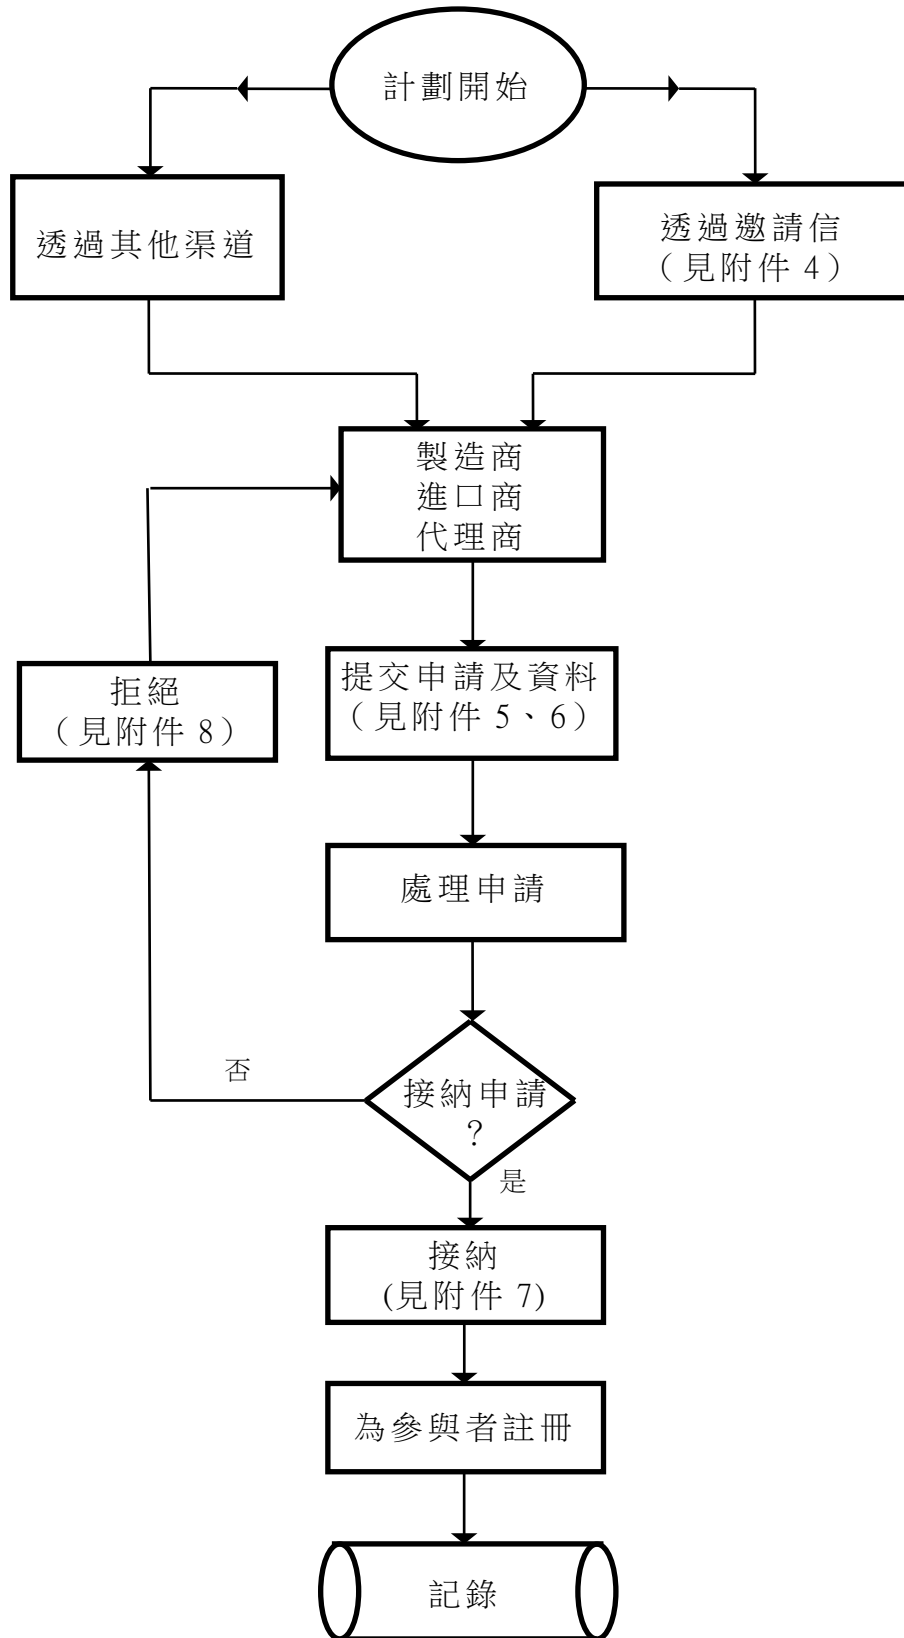 計劃開始
透過其他渠道
透過邀請信
（見附件 4）
製造商
進口商
代理商
拒絕
（見附件 8）
提交申請及資料
（見附件 5、6）
處理申請
否
接納申請
?
是
接納
(見附件 7)
為參與者註冊
記錄